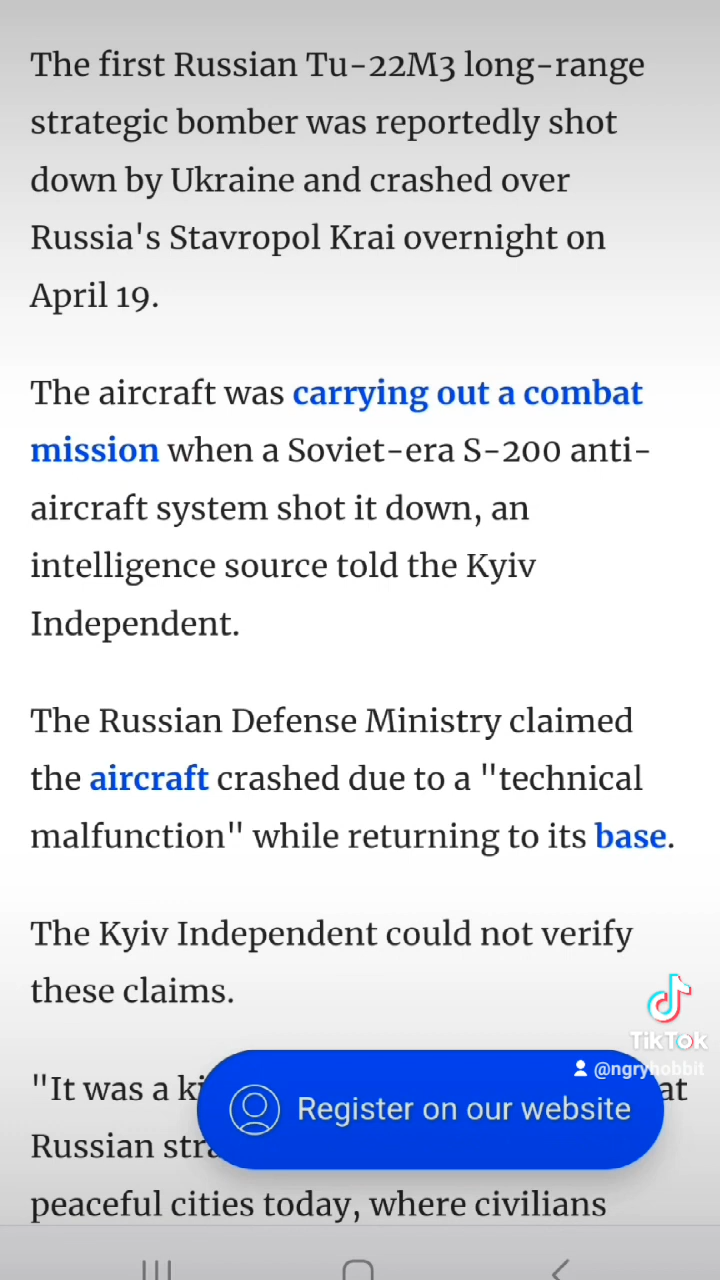 The first Russian Tu-22M3 long-range
strategic bomber was reportedly shot
down by Ukraine and crashed over
Russia's Stavropol Krai overnight on
April 19.
The aircraft was carrying out a combat
mission when a Soviet-era S-200 anti-
aircraft system shot it down, an
intelligence source told the Kyiv
Independent.
The Russian Defense Ministry claimed
the aircraft crashed due to a "technical
malfunction" while returning to its base.
The Kyiv Independent could not verify
these claims.
TikTok
@ngryhobbit
"It was a
Register on our website
Russian
peaceful cities today, where civilians